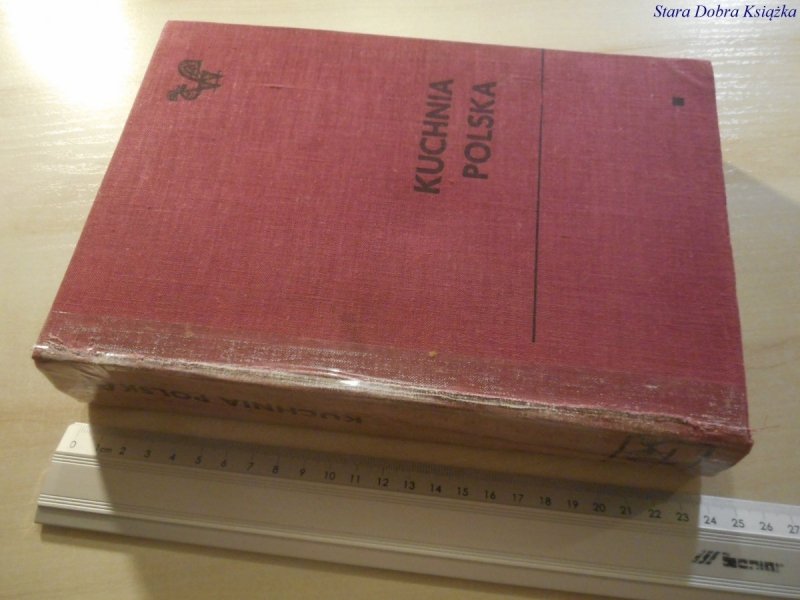 Stara Dobra Książka
KUCHNIA
POLSKA
KUCHNIA POLSKA
0 1cm 2 3 4 5 6 7 8 9 10 11 12 13 14 15 16 17 18 19 20 21 22 23 24 25 26 27